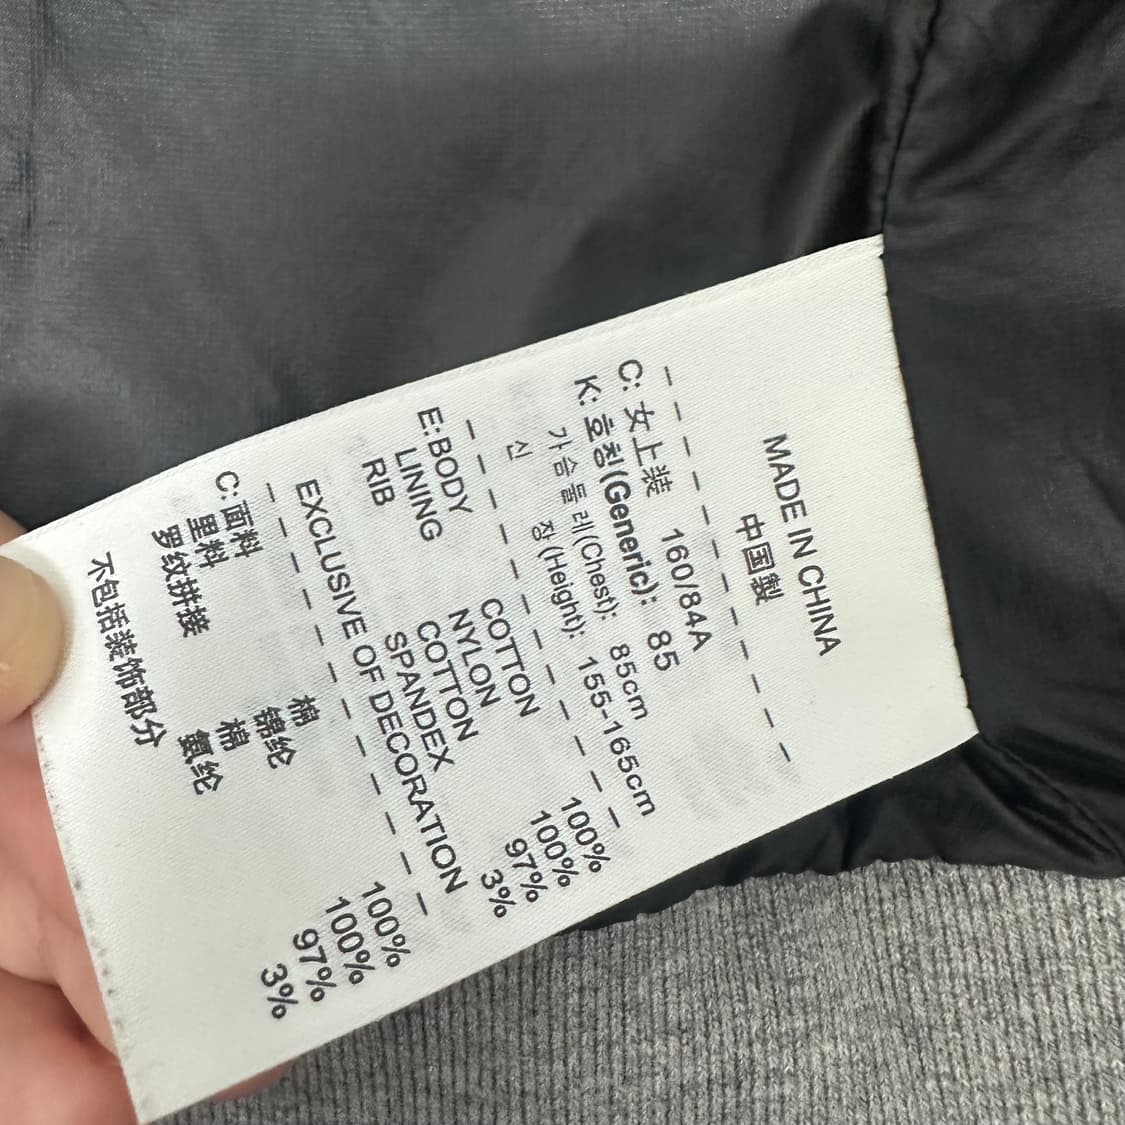 MADE IN CHINA
中国製
C: 女上装 160/84A
K: 호칭(Generic): 85
가슴둘레(Chest): 85cm
신 장(Height): 155-165cm
E:BODY COTTON 100%
LINING NYLON 100%
RIB COTTON 97%
SPANDEX 3%
EXCLUSIVE OF DECORATION
C:面料 棉 100%
里料 锦纶 100%
罗纹拼接 棉 97%
氨纶 3%
不包括装饰部分